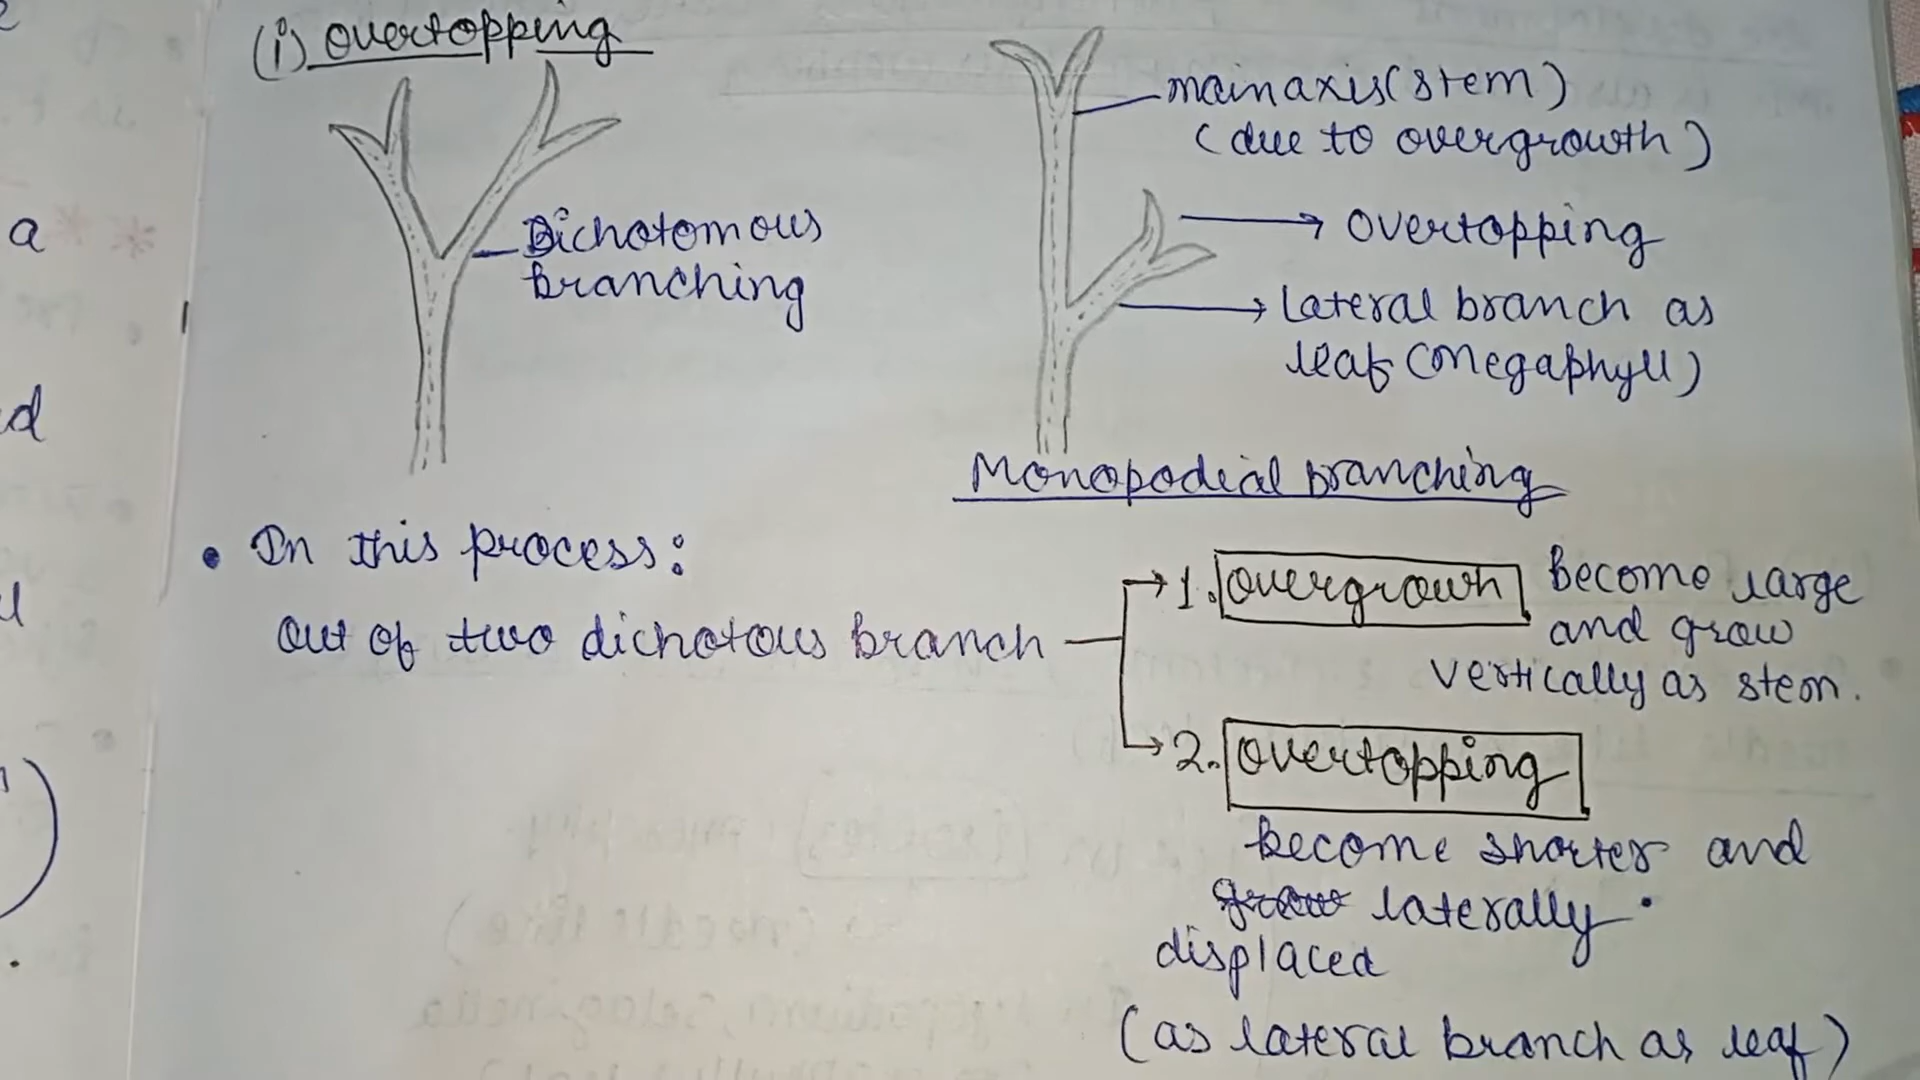 (i) overtopping
main axis (stem)
(due to overgrowth)
Dichotomous
branching
overtopping
Lateral branch as
leaf (megaphyll)
Monopodial branching
• In this process:
out of two dichotous branch
1. overgrown become large
and grow
vertically as stem.
2. overtopping
become shorter and
grow laterally
displaced
(as lateral branch as leaf)
a
d